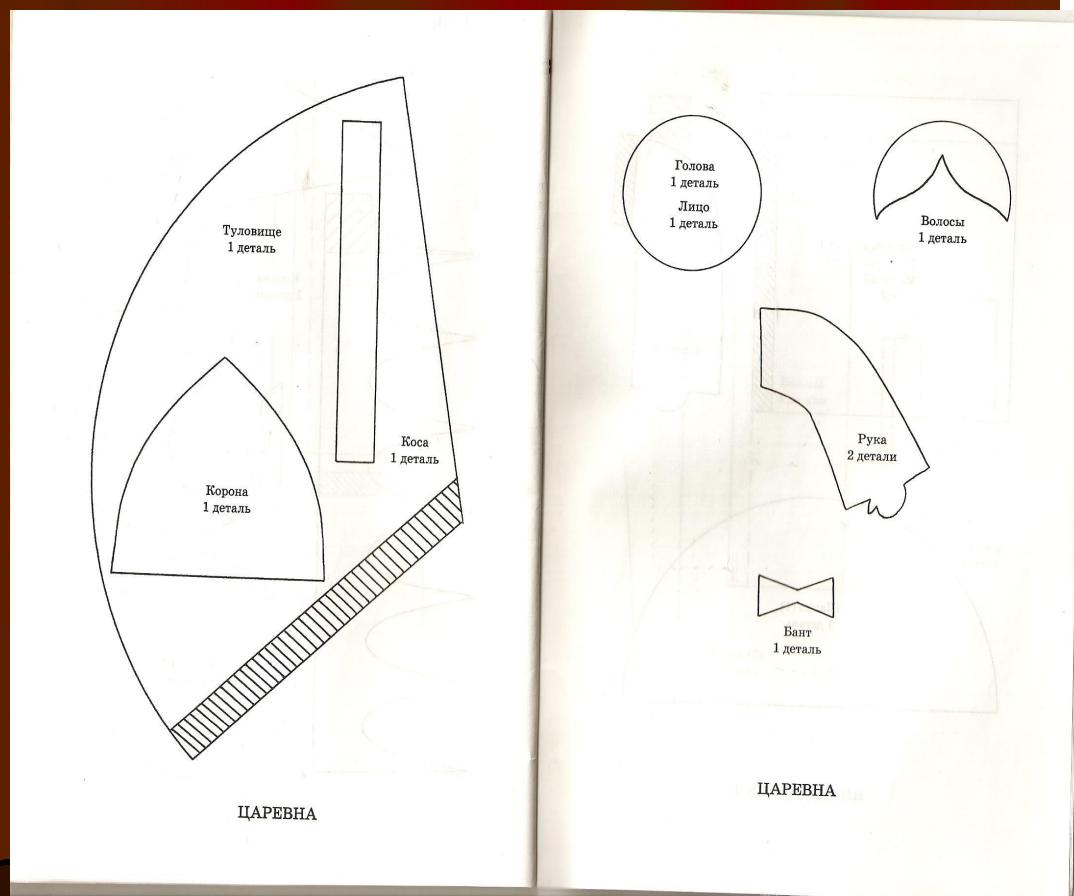 Туловище
1 деталь
Коса
1 деталь
Корона
1 деталь
ЦАРЕВНА
Голова
1 деталь
Лицо
1 деталь
Волосы
1 деталь
Рука
2 детали
Бант
1 деталь
ЦАРЕВНА